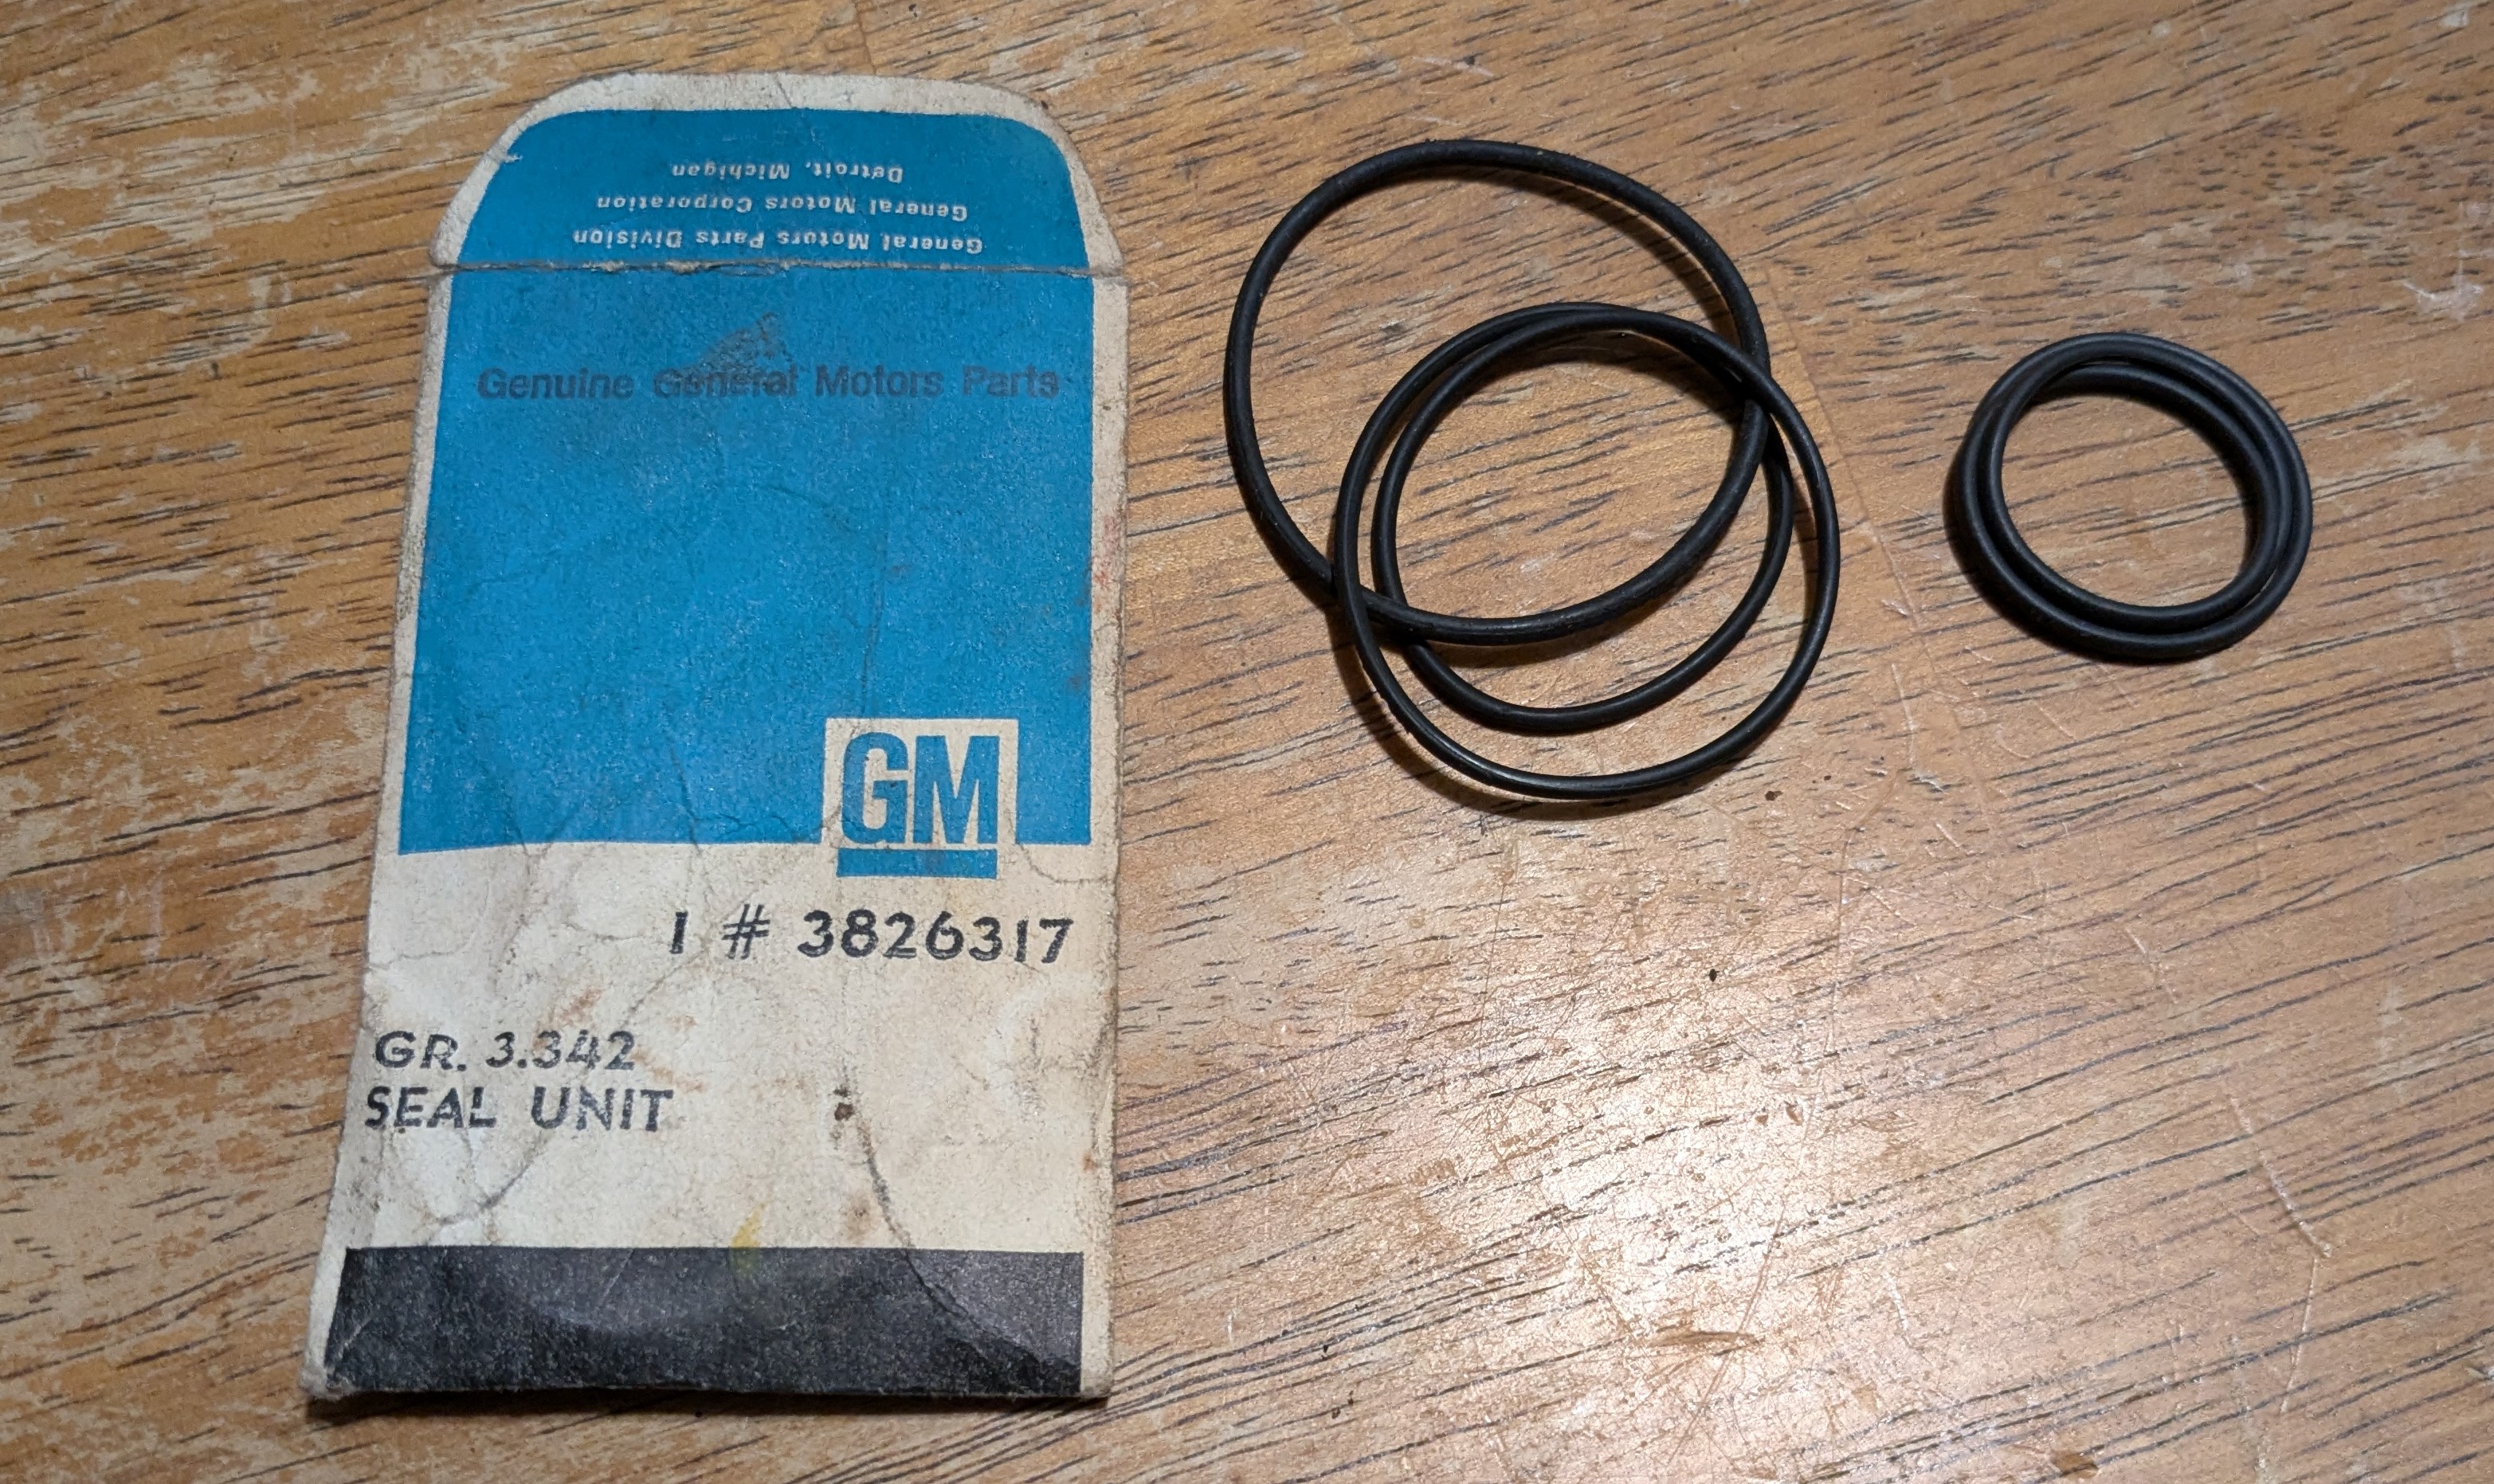 General Motors Parts Division
General Motors Corporation
Detroit, Michigan
Genuine General Motors Parts
GM
1 # 3826317
GR. 3.342
SEAL UNIT